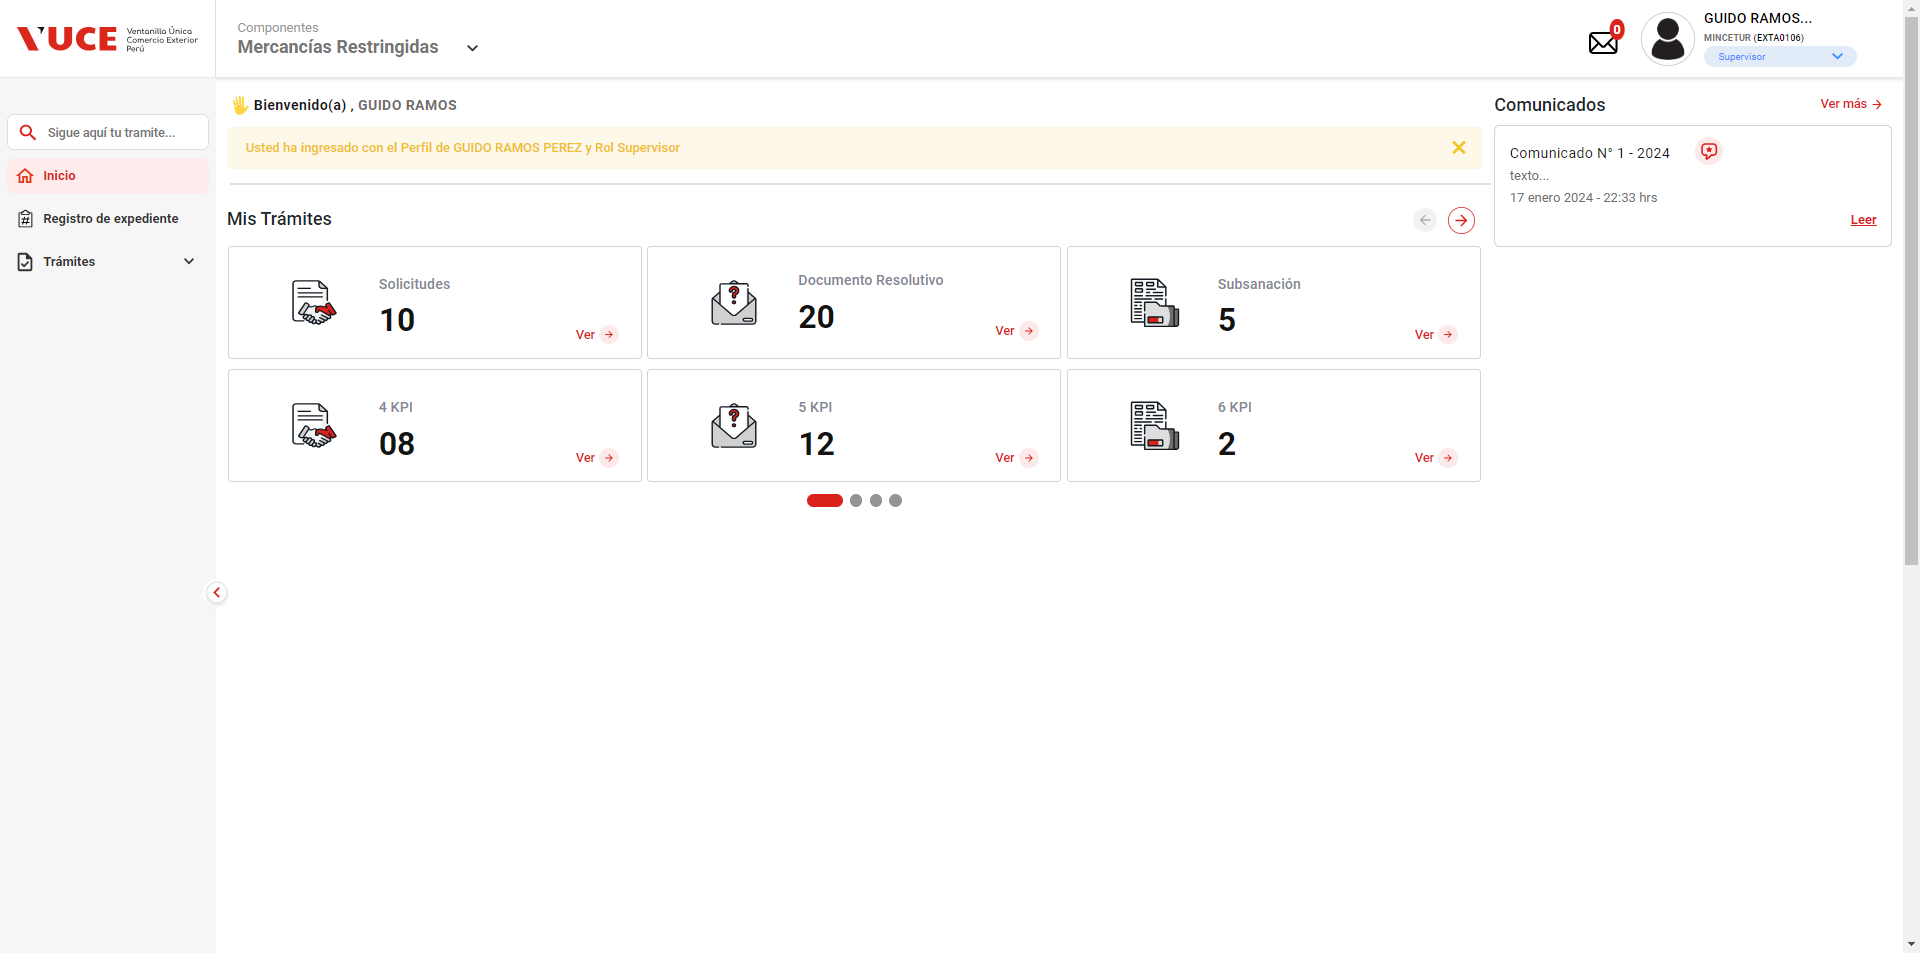 VUCE
Ventanilla Única
Comercio Exterior
Perú
Componentes
Mercancías Restringidas
0
GUIDO RAMOS...
MINCETUR (EXTA0106)
Supervisor
Sigue aquí tu tramite...
Inicio
Registro de expediente
Trámites
Bienvenido(a) , GUIDO RAMOS
Usted ha ingresado con el Perfil de GUIDO RAMOS PEREZ y Rol Supervisor
Mis Trámites
Solicitudes
10
Ver
Documento Resolutivo
20
Ver
Subsanación
5
Ver
4 KPI
08
Ver
5 KPI
12
Ver
6 KPI
2
Ver
Comunicados
Ver más
Comunicado N° 1 - 2024
texto...
17 enero 2024 - 22:33 hrs
Leer